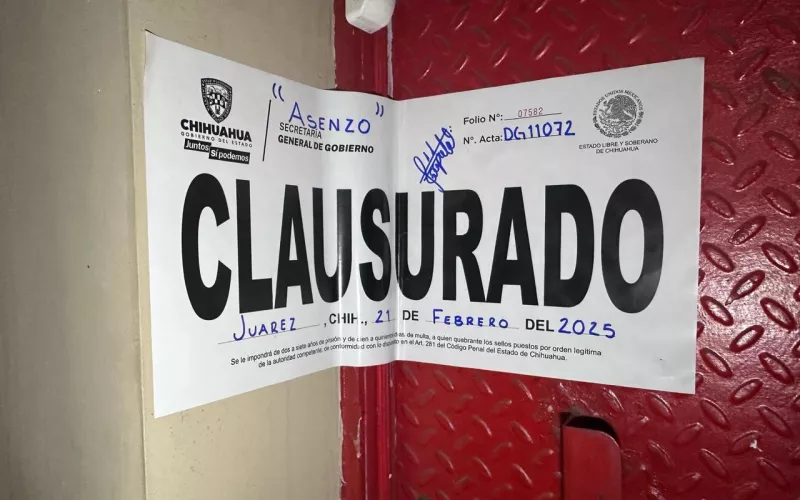 CHIHUAHUA
GOBIERNO DEL ESTADO
Juntos Sí podemos
"ASENZO"
SECRETARÍA
GENERAL DE GOBIERNO
Folio N°: 07582
N°. Acta: DG11072
ESTADOS UNIDOS MEXICANOS
ESTADO LIBRE Y SOBERANO
DE CHIHUAHUA
CLAUSURADO
JUAREZ, CHIH., 21 DE FEBRERO DEL 2025
Se le impondrá de dos a siete años de prisión y de cien a quinientos días de multa, a quien quebrante los sellos puestos por orden legítima
de la autoridad competente, de conformidad con lo dispuesto en el Art. 281 del Código Penal del Estado de Chihuahua.